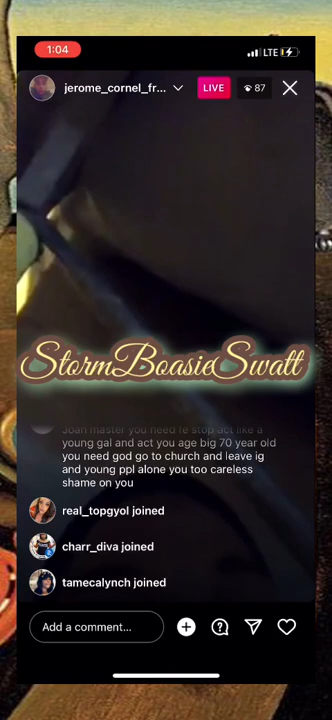 1:04
LTE
jerome_cornel_fr...
LIVE
87
StormBoasieSwatt
Joan master you need fe stop act like a
young gal and act you age big 70 year old
you need god go to church and leave ig
and young ppl alone you too careless
shame on you
real_topgyol joined
charr_diva joined
tamecalynch joined
Add a comment...